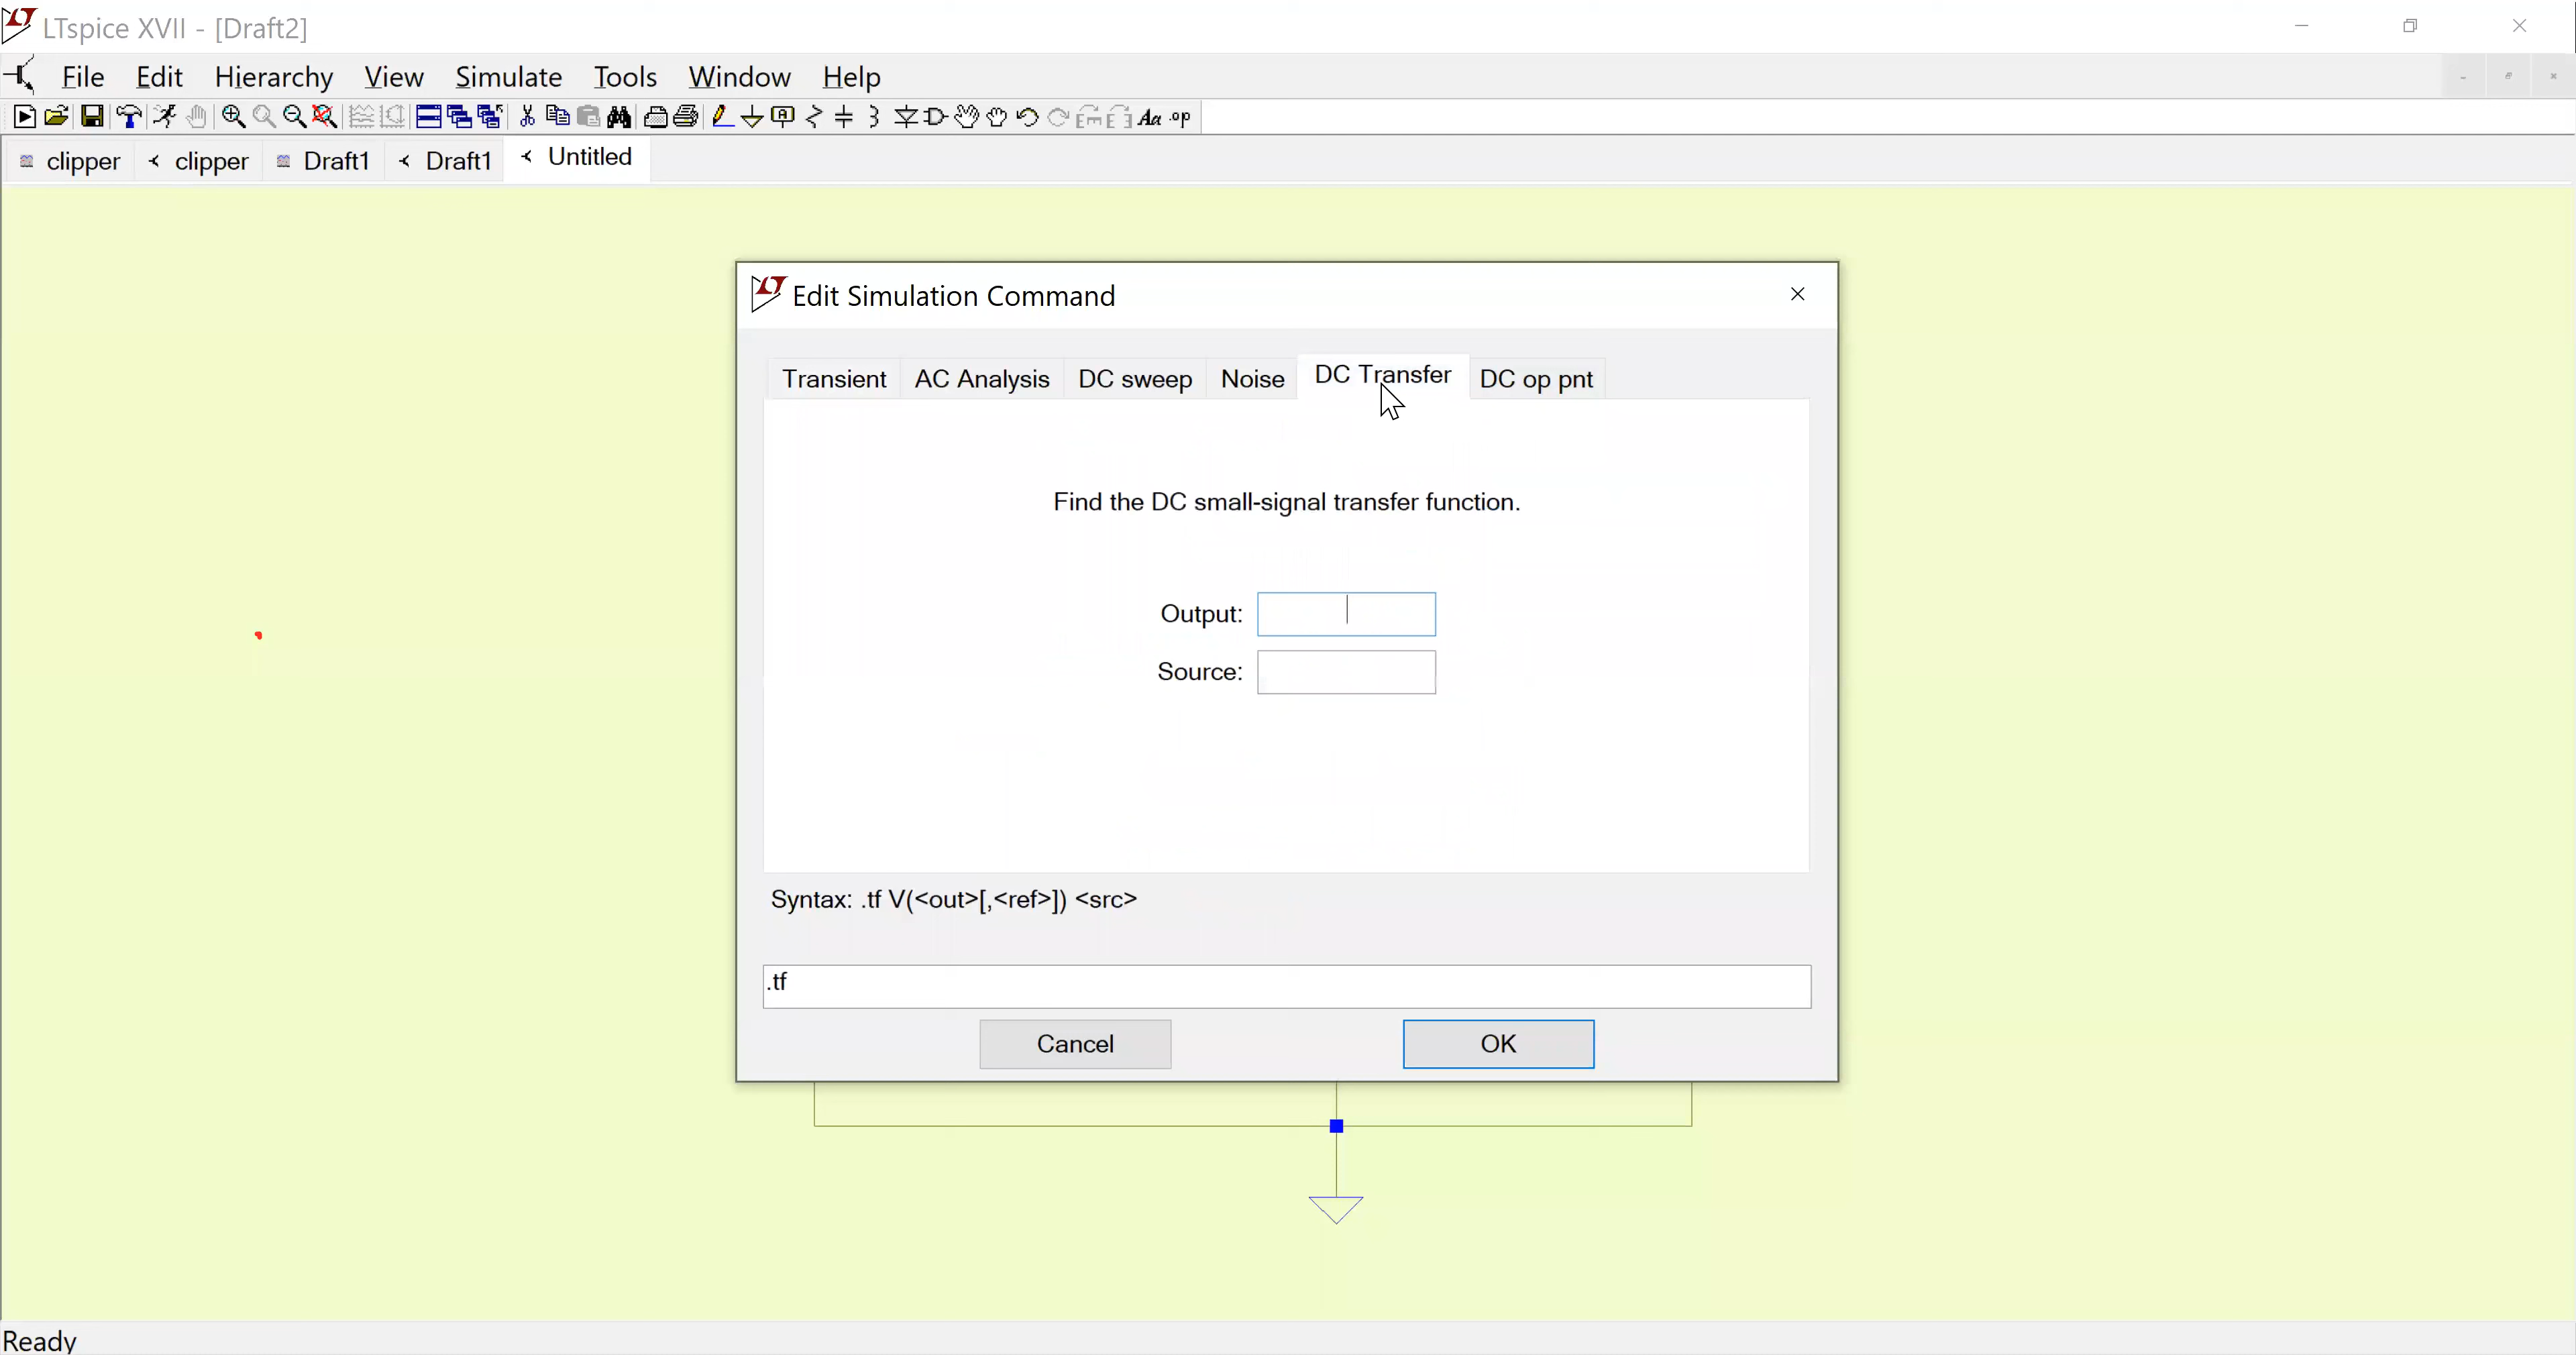 LTspice XVII - [Draft2]
File Edit Hierarchy View Simulate Tools Window Help
A Aa .op
clipper clipper Draft1 Draft1 Untitled
Edit Simulation Command
Transient AC Analysis DC sweep Noise DC Transfer DC op pnt
Find the DC small-signal transfer function.
Output:
Source:
Syntax: .tf V(<out>[,<ref>]) <src>
.tf
Cancel OK
Ready